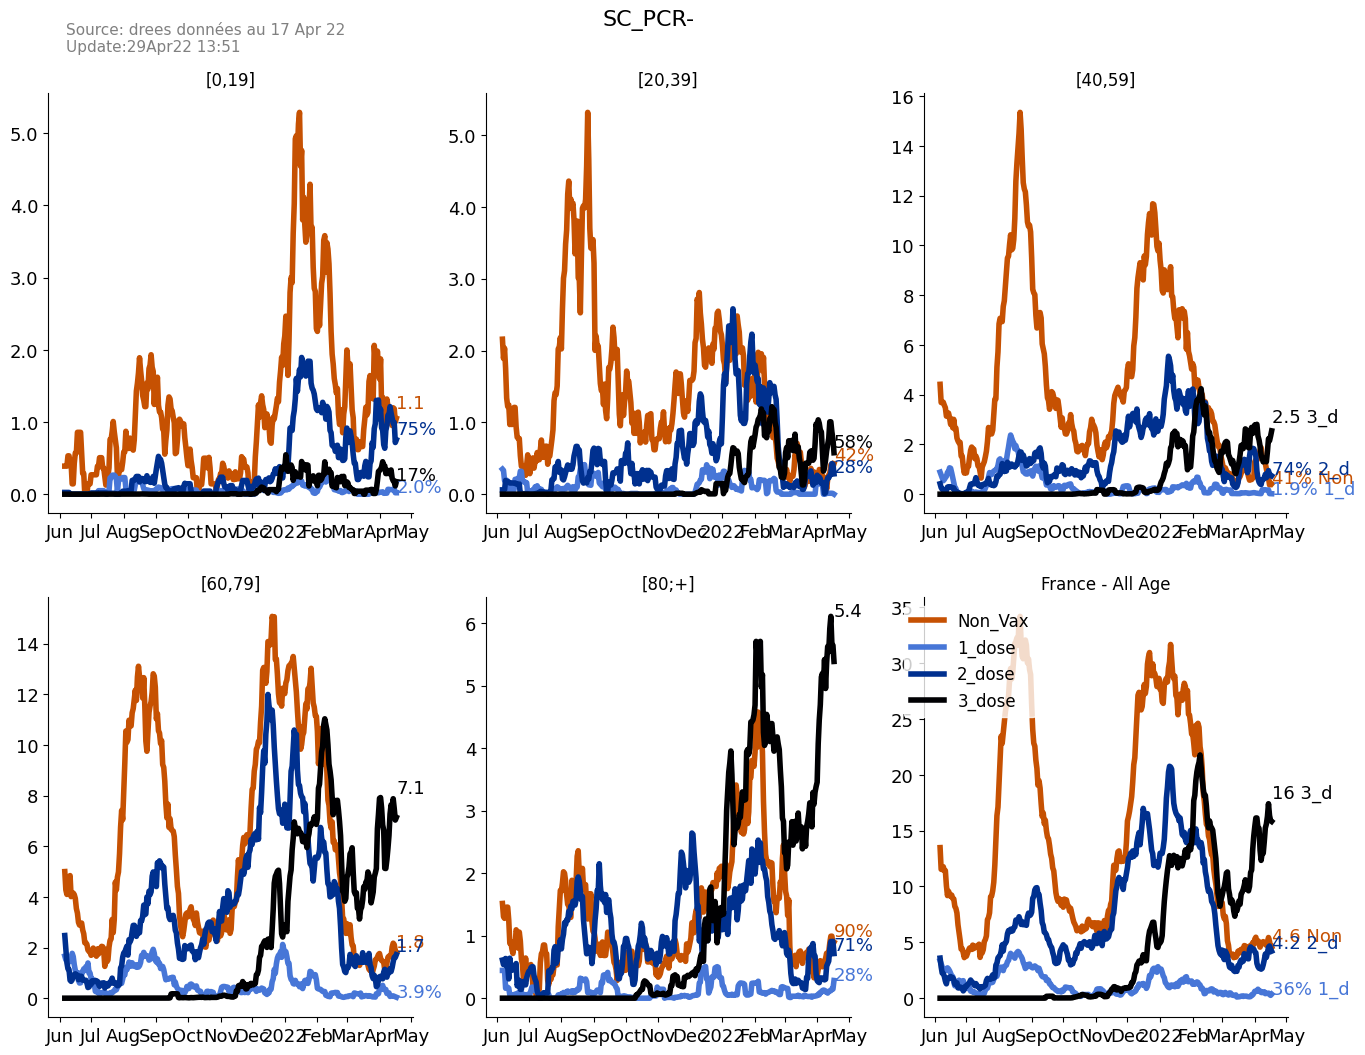 SC_PCR-
Source: drees données au 17 Apr 22
Update:29Apr22 13:51
[0,19]
5.0
4.0
3.0
2.0
1.0
0.0
1.1
75%
17%
2.0%
Jun Jul Aug Sep Oct Nov Dec 2022 Feb Mar Apr May
[20,39]
5.0
4.0
3.0
2.0
1.0
0.0
58%
42%
28%
Jun Jul Aug Sep Oct Nov Dec 2022 Feb Mar Apr May
[40,59]
16
14
12
10
8
6
4
2
0
2.5 3_d
74% 2_d
41% Non
1.9% 1_d
Jun Jul Aug Sep Oct Nov Dec 2022 Feb Mar Apr May
[60,79]
14
12
10
8
6
4
2
0
7.1
1.8
1.7
3.9%
Jun Jul Aug Sep Oct Nov Dec 2022 Feb Mar Apr May
[80;+]
6
5
4
3
2
1
0
5.4
90%
71%
28%
Jun Jul Aug Sep Oct Nov Dec 2022 Feb Mar Apr May
France - All Age
35
30
25
20
15
10
5
0
Non_Vax
1_dose
2_dose
3_dose
16 3_d
4.6 Non
4.2 2_d
36% 1_d
Jun Jul Aug Sep Oct Nov Dec 2022 Feb Mar Apr May